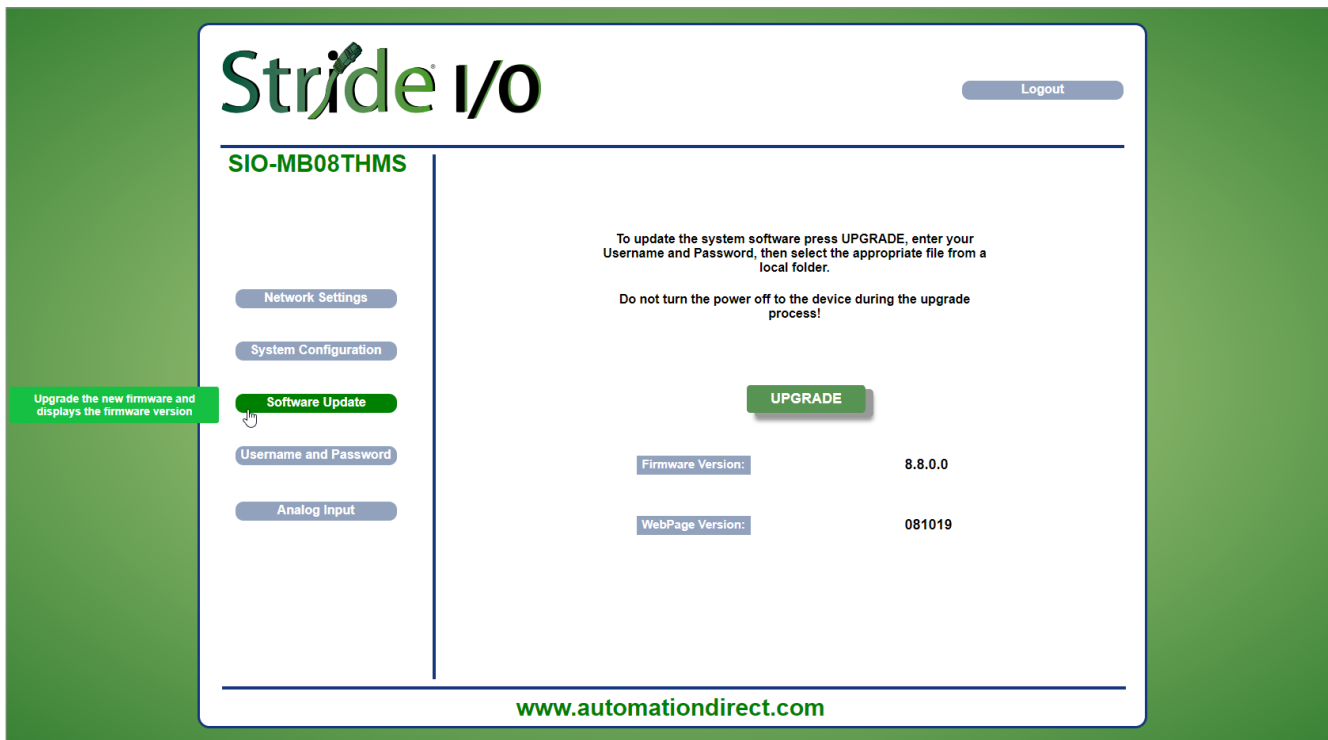 Stride I/O
Logout
SIO-MB08THMS
To update the system software press UPGRADE, enter your
Username and Password, then select the appropriate file from a
local folder.
Do not turn the power off to the device during the upgrade
process!
Network Settings
System Configuration
Upgrade the new firmware and
displays the firmware version
Software Update
UPGRADE
Username and Password
Firmware Version: 8.8.0.0
Analog Input
WebPage Version: 081019
www.automationdirect.com